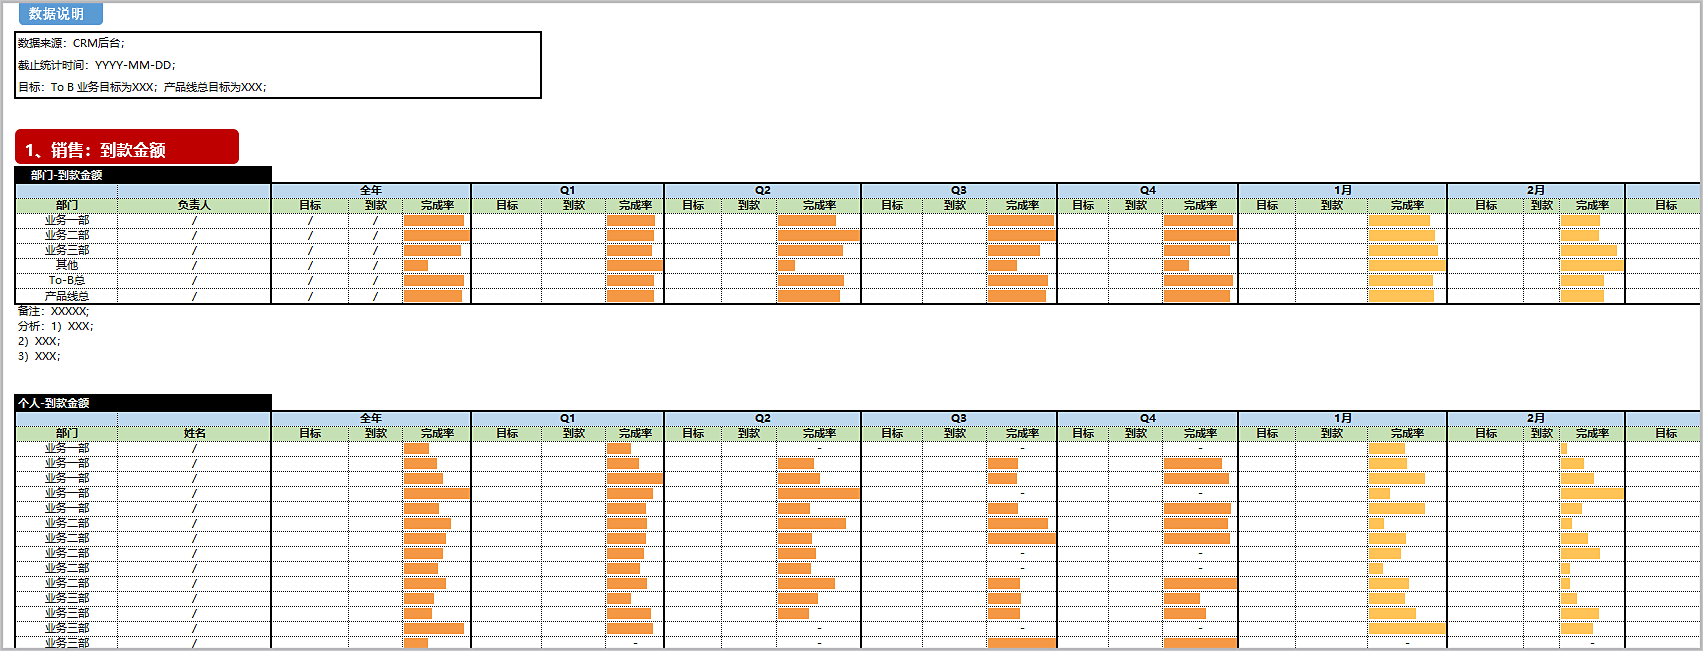 数据说明
数据来源：CRM后台；
截止统计时间：YYYY-MM-DD；
目标：To B 业务目标为XXX；产品线总目标为XXX；
1、销售：到款金额
部门-到款金额
全年 Q1 Q2 Q3 Q4 1月 2月
部门 负责人 目标 到款 完成率 目标 到款 完成率 目标 到款 完成率 目标 到款 完成率 目标 到款 完成率 目标 到款 完成率 目标 到款 完成率 目标
业务一部 / / /
业务二部 / / /
业务三部 / / /
其他 / / /
To-B总 / / /
产品线总 / / /
备注：XXXXX;
分析：1）XXX；
2）XXX；
3）XXX；
个人-到款金额
全年 Q1 Q2 Q3 Q4 1月 2月
部门 姓名 目标 到款 完成率 目标 到款 完成率 目标 到款 完成率 目标 到款 完成率 目标 到款 完成率 目标 到款 完成率 目标 到款 完成率 目标
业务一部 / - - -
业务一部 /
业务一部 /
业务一部 / - -
业务一部 /
业务二部 /
业务二部 /
业务二部 / - -
业务二部 / - -
业务二部 /
业务三部 /
业务三部 /
业务三部 / - - -
业务三部 / - - - -